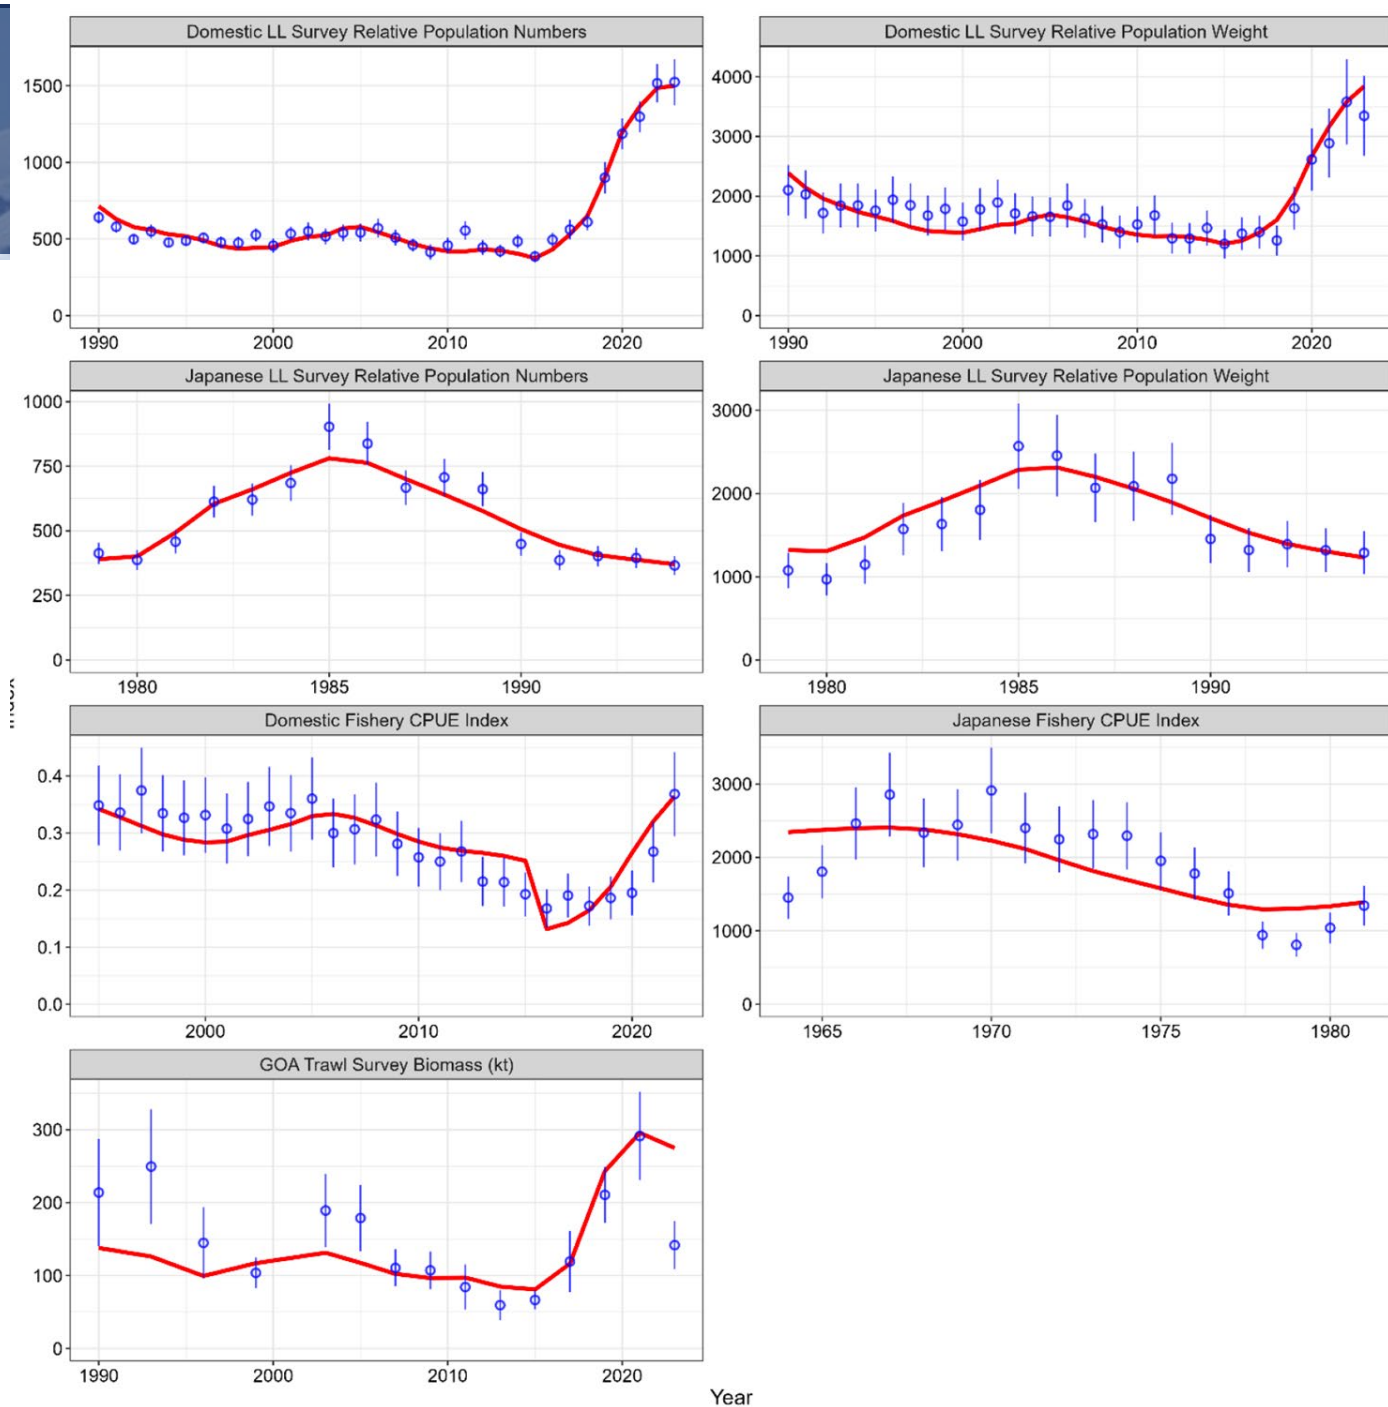 Domestic LL Survey Relative Population Numbers
1500
1000
500
0
1990 2000 2010 2020
Domestic LL Survey Relative Population Weight
4000
3000
2000
1000
0
1990 2000 2010 2020
Japanese LL Survey Relative Population Numbers
1000
750
500
250
0
1980 1985 1990
Japanese LL Survey Relative Population Weight
3000
2000
1000
0
1980 1985 1990
Domestic Fishery CPUE Index
0.4
0.3
0.2
0.1
0.0
2000 2010 2020
Japanese Fishery CPUE Index
3000
2000
1000
0
1965 1970 1975 1980
GOA Trawl Survey Biomass (kt)
300
200
100
0
1990 2000 2010 2020
Year